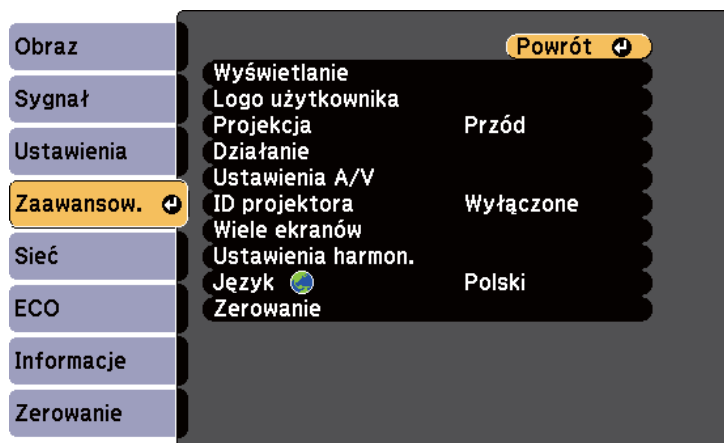 Obraz
Sygnał
Ustawienia
Zaawansow.
Sieć
ECO
Informacje
Zerowanie
Powrót
Wyświetlanie
Logo użytkownika
Projekcja Przód
Działanie
Ustawienia A/V
ID projektora Wyłączone
Wiele ekranów
Ustawienia harmon.
Język Polski
Zerowanie